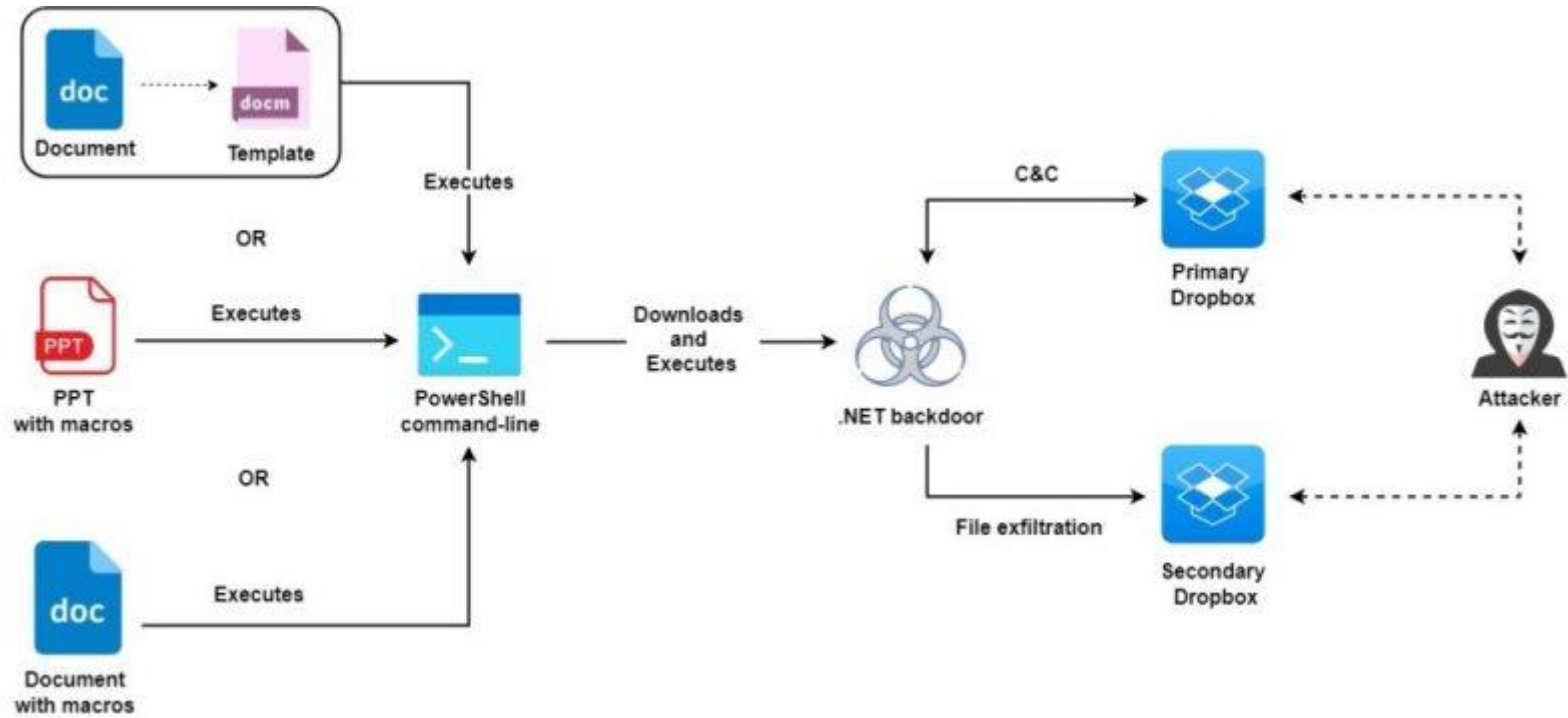 doc
Document
docm
Template
Executes
OR
PPT
PPT
with macros
Executes
>_
PowerShell
command-line
OR
doc
Document
with macros
Executes
Downloads
and
Executes
.NET backdoor
C&C
Primary
Dropbox
File exfiltration
Secondary
Dropbox
Attacker